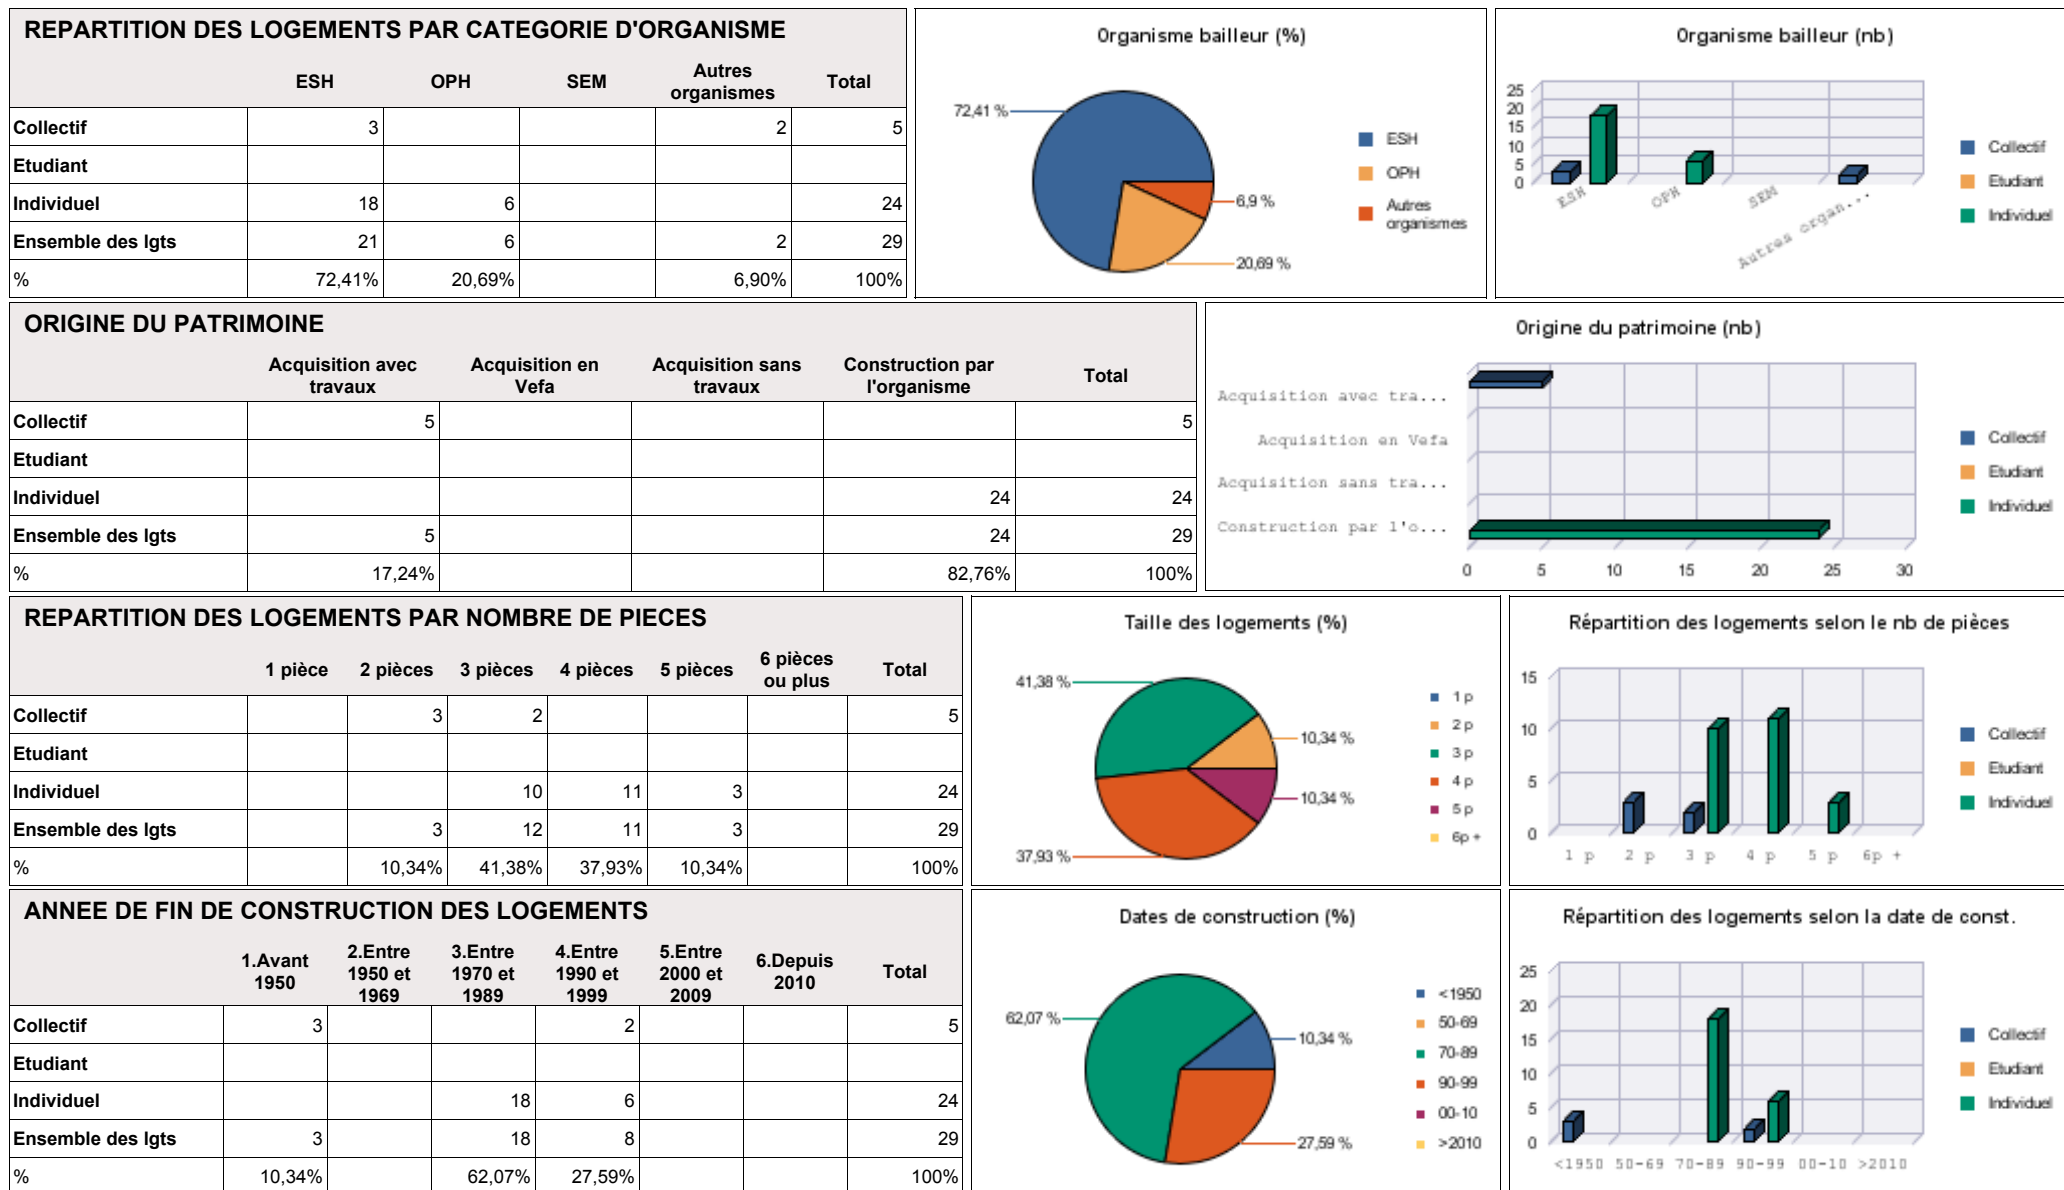 REPARTITION DES LOGEMENTS PAR CATEGORIE D'ORGANISME
ESH OPH SEM Autres organismes Total
Collectif 3 2 5
Etudiant
Individuel 18 6 24
Ensemble des lgts 21 6 2 29
% 72,41% 20,69% 6,90% 100%
Organisme bailleur (%)
72,41 %
6,9 %
20,69 %
ESH
OPH
Autres
organismes
Organisme bailleur (nb)
25
20
15
10
5
0
ESH OPH SEM Autres organ...
Collectif
Etudiant
Individuel
ORIGINE DU PATRIMOINE
Acquisition avec travaux Acquisition en Vefa Acquisition sans travaux Construction par l'organisme Total
Collectif 5 5
Etudiant
Individuel 24 24
Ensemble des lgts 5 24 29
% 17,24% 82,76% 100%
Origine du patrimoine (nb)
Acquisition avec tra...
Acquisition en Vefa
Acquisition sans tra...
Construction par l'o...
0 5 10 15 20 25 30
Collectif
Etudiant
Individuel
REPARTITION DES LOGEMENTS PAR NOMBRE DE PIECES
1 pièce 2 pièces 3 pièces 4 pièces 5 pièces 6 pièces ou plus Total
Collectif 3 2 5
Etudiant
Individuel 10 11 3 24
Ensemble des lgts 3 12 11 3 29
% 10,34% 41,38% 37,93% 10,34% 100%
Taille des logements (%)
41,38 %
10,34 %
10,34 %
37,93 %
1 p
2 p
3 p
4 p
5 p
6p +
Répartition des logements selon le nb de pièces
15
10
5
0
1 p 2 p 3 p 4 p 5 p 6p +
Collectif
Etudiant
Individuel
ANNEE DE FIN DE CONSTRUCTION DES LOGEMENTS
1.Avant 1950 2.Entre 1950 et 1969 3.Entre 1970 et 1989 4.Entre 1990 et 1999 5.Entre 2000 et 2009 6.Depuis 2010 Total
Collectif 3 2 5
Etudiant
Individuel 18 6 24
Ensemble des lgts 3 18 8 29
% 10,34% 62,07% 27,59% 100%
Dates de construction (%)
62,07 %
10,34 %
27,59 %
<1950
50-69
70-89
90-99
00-10
>2010
Répartition des logements selon la date de const.
25
20
15
10
5
0
<1950 50-69 70-89 90-99 00-10 >2010
Collectif
Etudiant
Individuel